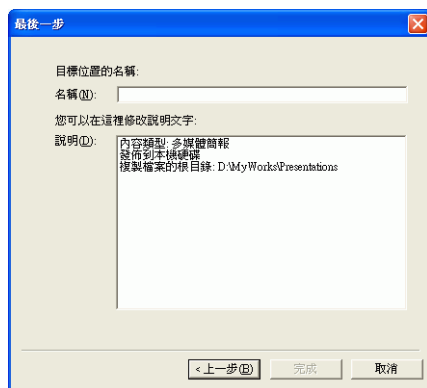 最後一步
目標位置的名稱:
名稱(N):
您可以在這裡修改說明文字:
說明(D):
內容類型: 多媒體簡報
發佈到本機硬碟
複製檔案的根目錄: D:\MyWorks\Presentations
<上一步(B)
完成
取消